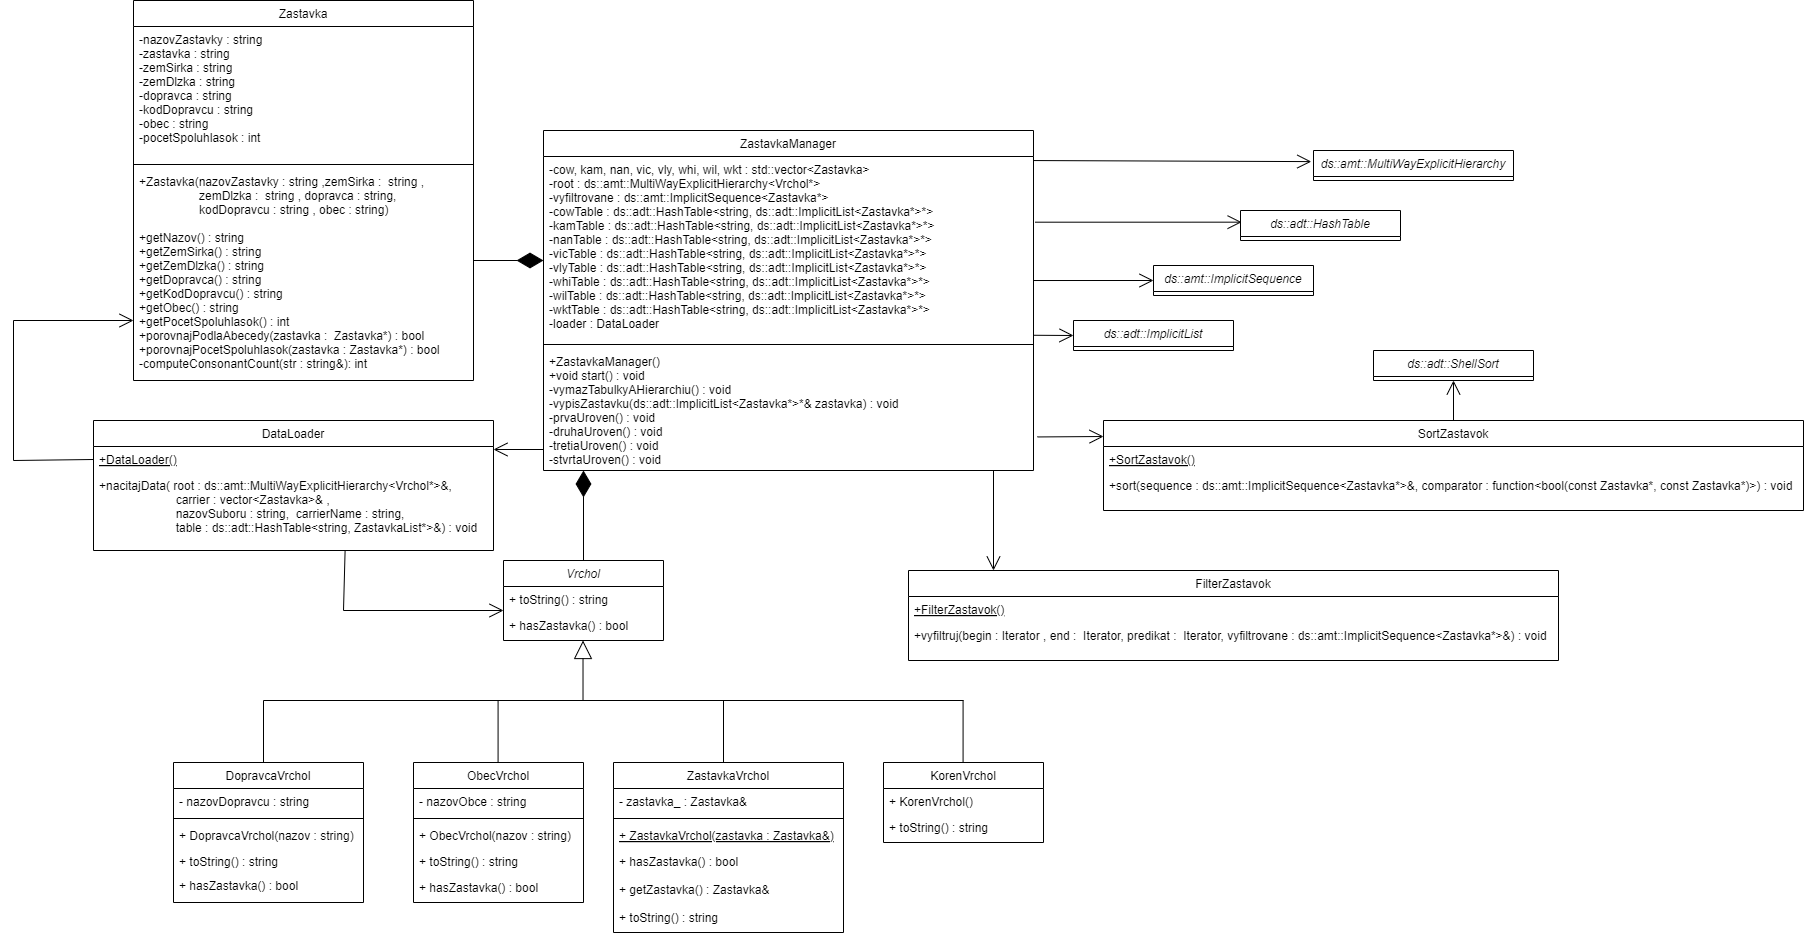 Zastavka
-nazovZastavky : string
-zastavka : string
-zemSirka : string
-zemDlzka : string
-dopravca : string
-kodDopravcu : string
-obec : string
-pocetSpoluhlasok : int
+Zastavka(nazovZastavky : string ,zemSirka :  string ,
zemDlzka :  string , dopravca : string,
kodDopravcu : string , obec : string)
+getNazov() : string
+getZemSirka() : string
+getZemDlzka() : string
+getDopravca() : string
+getKodDopravcu() : string
+getObec() : string
+getPocetSpoluhlasok() : int
+porovnajPodlaAbecedy(zastavka :  Zastavka*) : bool
+porovnajPocetSpoluhlasok(zastavka : Zastavka*) : bool
-computeConsonantCount(str : string&): int
ZastavkaManager
-cow, kam, nan, vic, vly, whi, wil, wkt : std::vector<Zastavka>
-root : ds::amt::MultiWayExplicitHierarchy<Vrchol*>
-vyfiltrovane : ds::amt::ImplicitSequence<Zastavka*>
-cowTable : ds::adt::HashTable<string, ds::adt::ImplicitList<Zastavka*>*>
-kamTable : ds::adt::HashTable<string, ds::adt::ImplicitList<Zastavka*>*>
-nanTable : ds::adt::HashTable<string, ds::adt::ImplicitList<Zastavka*>*>
-vicTable : ds::adt::HashTable<string, ds::adt::ImplicitList<Zastavka*>*>
-vlyTable : ds::adt::HashTable<string, ds::adt::ImplicitList<Zastavka*>*>
-whiTable : ds::adt::HashTable<string, ds::adt::ImplicitList<Zastavka*>*>
-wilTable : ds::adt::HashTable<string, ds::adt::ImplicitList<Zastavka*>*>
-wktTable : ds::adt::HashTable<string, ds::adt::ImplicitList<Zastavka*>*>
-loader : DataLoader
+ZastavkaManager()
+void start() : void
-vymazTabulkyAHierarchiu() : void
-vypisZastavku(ds::adt::ImplicitList<Zastavka*>*& zastavka) : void
-prvaUroven() : void
-druhaUroven() : void
-tretiaUroven() : void
-stvrtaUroven() : void
ds::amt::MultiWayExplicitHierarchy
ds::adt::HashTable
ds::amt::ImplicitSequence
ds::adt::ImplicitList
ds::adt::ShellSort
DataLoader
+DataLoader()
+nacitajData( root : ds::amt::MultiWayExplicitHierarchy<Vrchol*>&,
carrier : vector<Zastavka>& ,
nazovSuboru : string,  carrierName : string,
table : ds::adt::HashTable<string, ZastavkaList*>&) : void
SortZastavok
+SortZastavok()
+sort(sequence : ds::amt::ImplicitSequence<Zastavka*>&, comparator : function<bool(const Zastavka*, const Zastavka*)>) : void
Vrchol
+ toString() : string
+ hasZastavka() : bool
FilterZastavok
+FilterZastavok()
+vyfiltruj(begin : Iterator , end :  Iterator, predikat :  Iterator, vyfiltrovane : ds::amt::ImplicitSequence<Zastavka*>&) : void
DopravcaVrchol
- nazovDopravcu : string
+ DopravcaVrchol(nazov : string)
+ toString() : string
+ hasZastavka() : bool
ObecVrchol
- nazovObce : string
+ ObecVrchol(nazov : string)
+ toString() : string
+ hasZastavka() : bool
ZastavkaVrchol
- zastavka_ : Zastavka&
+ ZastavkaVrchol(zastavka : Zastavka&)
+ hasZastavka() : bool
+ getZastavka() : Zastavka&
+ toString() : string
KorenVrchol
+ KorenVrchol()
+ toString() : string